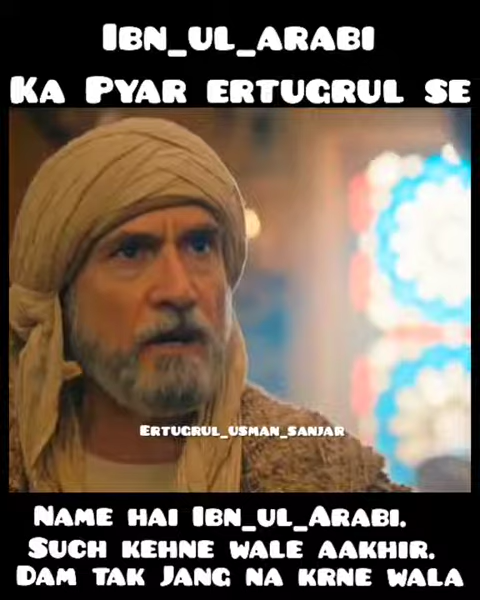 Ibn_ul_arabi
Ka Pyar ertugrul se
Ertugrul_usman_sanjar
Name hai Ibn_ul_Arabi.
Such kehne wale aakhir.
Dam tak Jang na krne wala